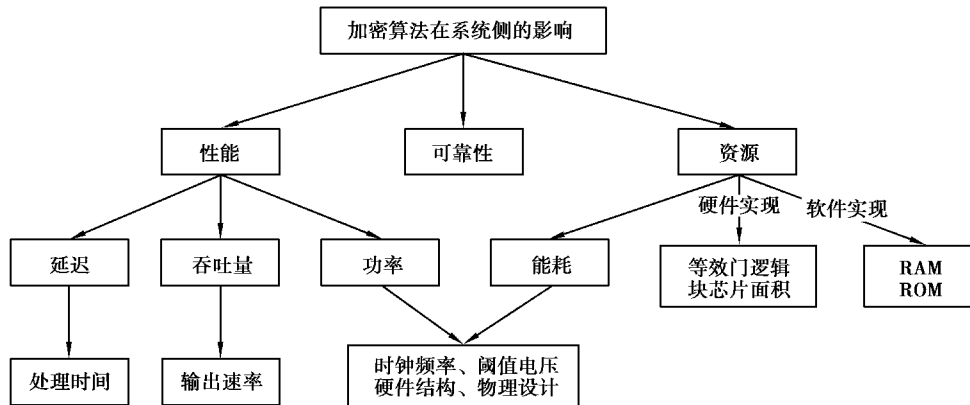 加密算法在系统侧的影响
性能
可靠性
资源
硬件实现
软件实现
延迟
吞吐量
功率
能耗
等效门逻辑
块芯片面积
RAM
ROM
处理时间
输出速率
时钟频率、阈值电压
硬件结构、物理设计